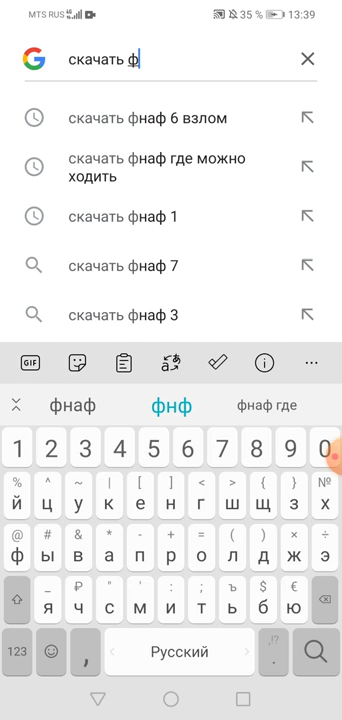 MTS RUS 35 % 13:39
скачать ф
скачать фнаф 6 взлом
скачать фнаф где можно
ходить
скачать фнаф 1
скачать фнаф 7
скачать фнаф 3
GIF
фнаф фнф фнаф где
1 2 3 4 5 6 7 8 9 0
% ^ ~ | [ ] < > { } №
й ц у к е н г ш щ з х
@ # & * - + = ( ) × ÷
ф ы в а п р о л д ж э
_ ₽ " ' : ; ъ $ €
я ч с м и т ь б ю
123 , Русский ,!? .